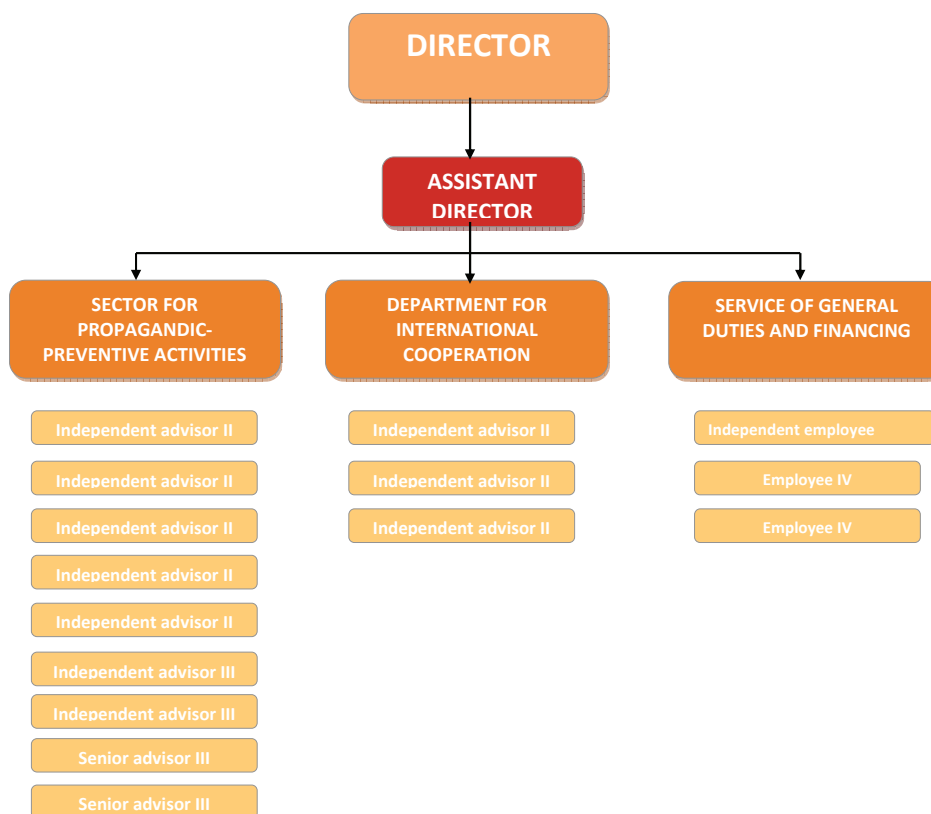 DIRECTOR
ASSISTANT
DIRECTOR
SECTOR FOR
PROPAGANDIC-
PREVENTIVE ACTIVITIES
DEPARTMENT FOR
INTERNATIONAL
COOPERATION
SERVICE OF GENERAL
DUTIES AND FINANCING
Independent advisor II
Independent advisor II
Independent advisor II
Independent advisor II
Independent advisor II
Independent advisor III
Independent advisor III
Senior advisor III
Senior advisor III
Independent advisor II
Independent advisor II
Independent advisor II
Independent employee
Employee IV
Employee IV